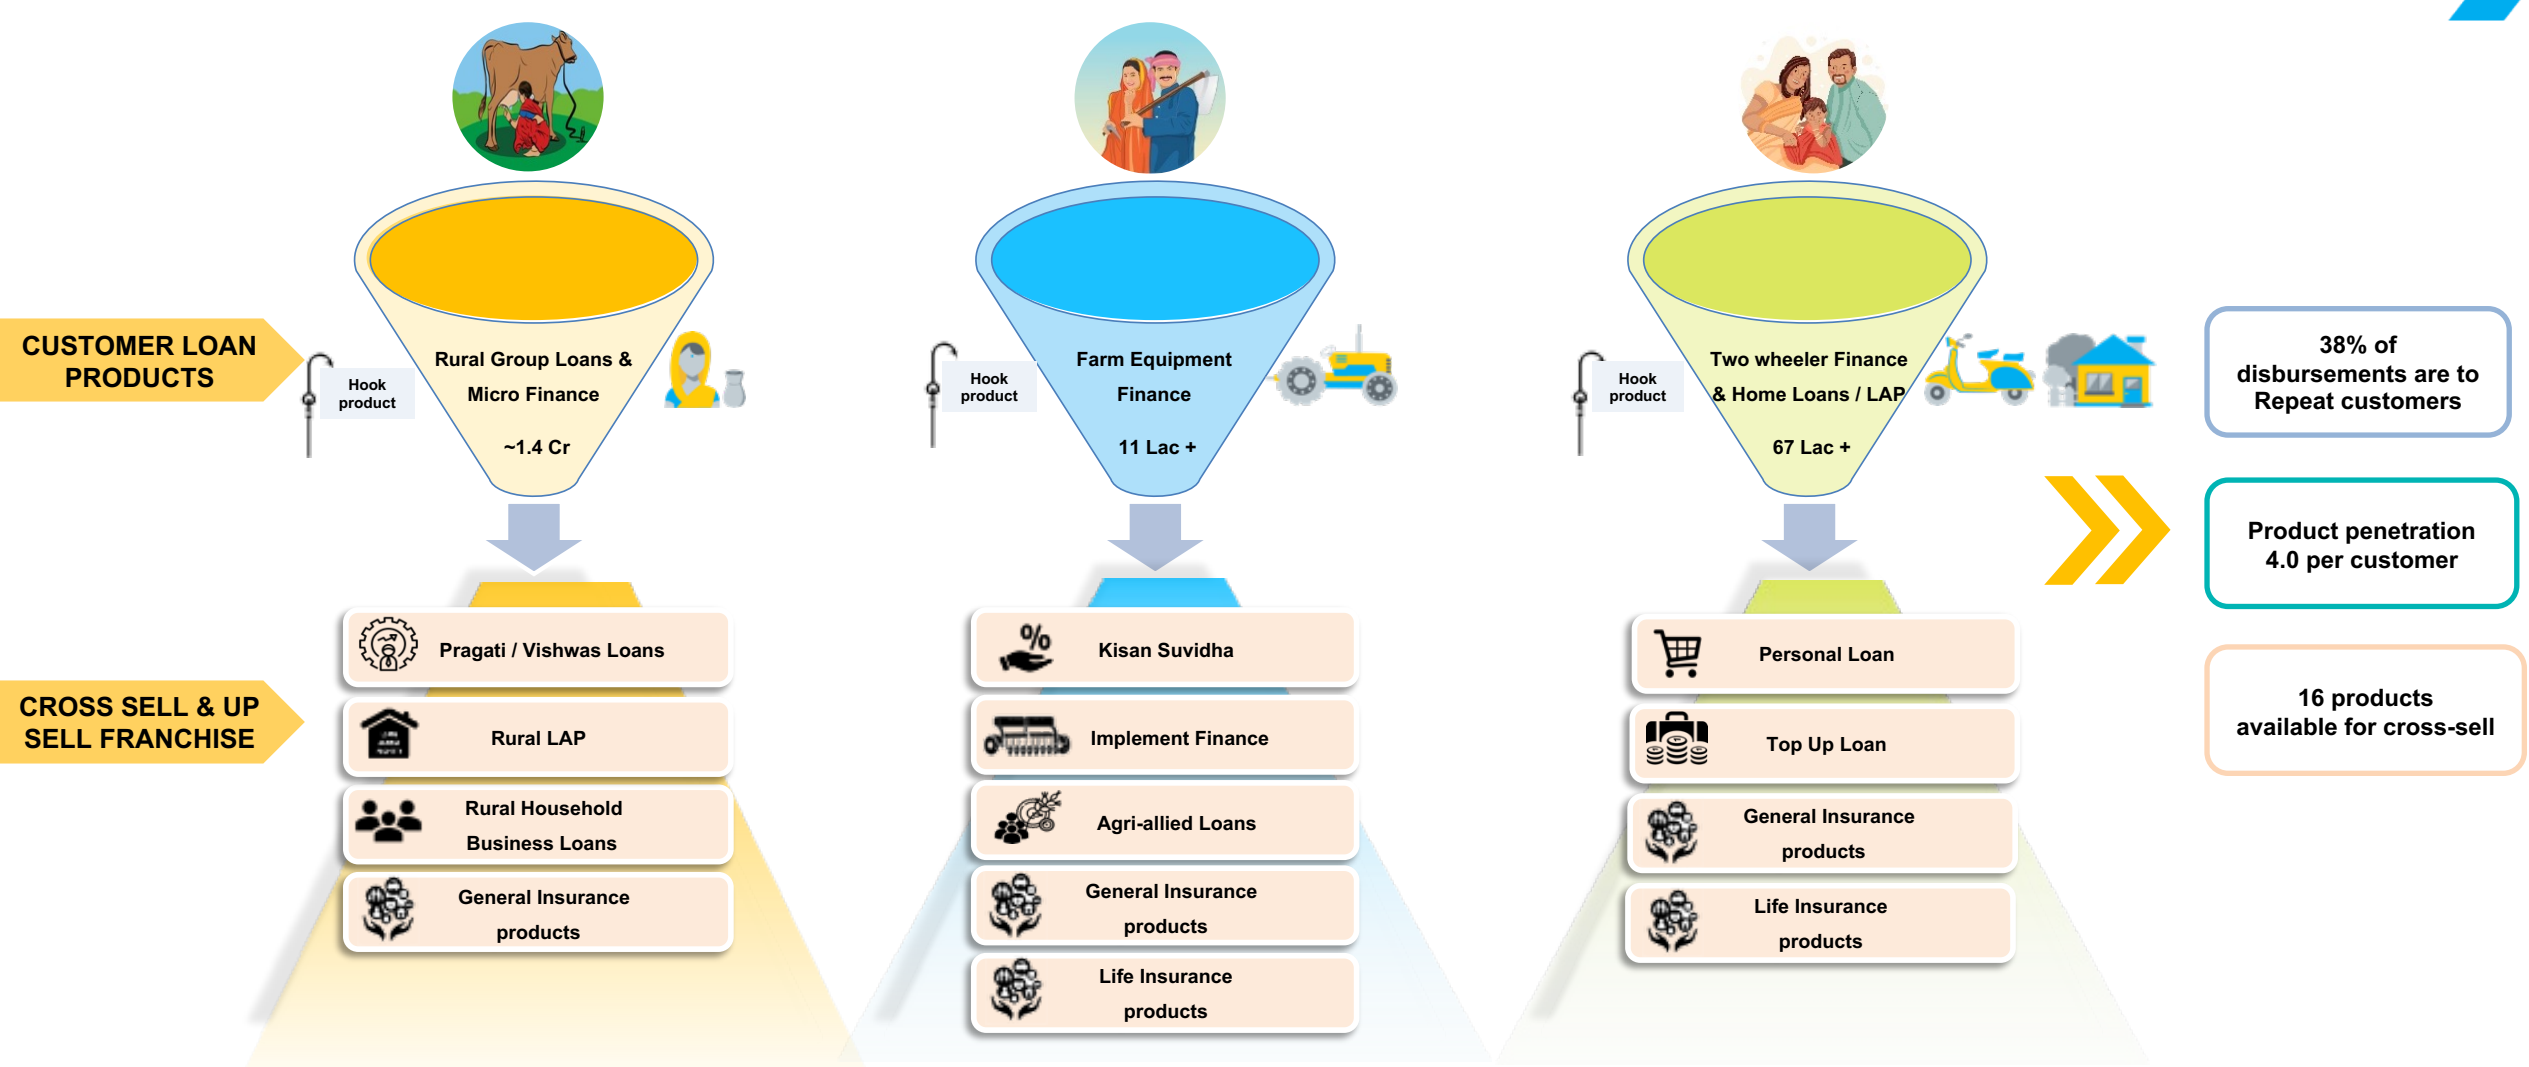 CUSTOMER LOAN
PRODUCTS
Hook
product
Rural Group Loans &
Micro Finance
~1.4 Cr
Hook
product
Farm Equipment
Finance
11 Lac +
Hook
product
Two wheeler Finance
& Home Loans / LAP
67 Lac +
38% of
disbursements are to
Repeat customers
Product penetration
4.0 per customer
16 products
available for cross-sell
CROSS SELL & UP
SELL FRANCHISE
Pragati / Vishwas Loans
Rural LAP
Rural Household
Business Loans
General Insurance
products
%
Kisan Suvidha
Implement Finance
Agri-allied Loans
General Insurance
products
Life Insurance
products
Personal Loan
Top Up Loan
General Insurance
products
Life Insurance
products